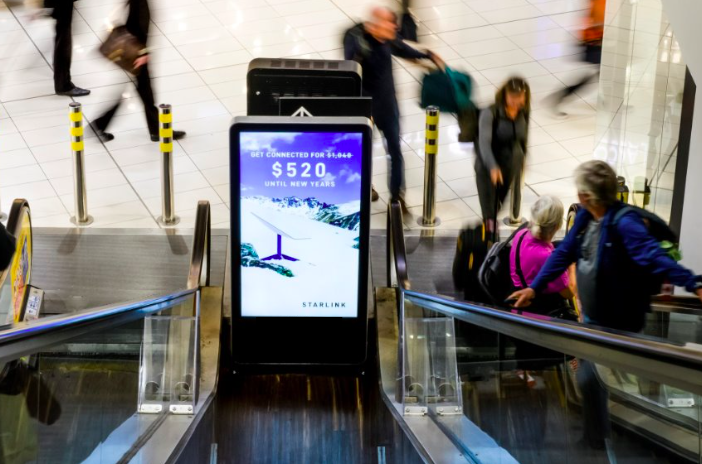 GET CONNECTED FOR $1,040
$520
UNTIL NEW YEARS
STARLINK